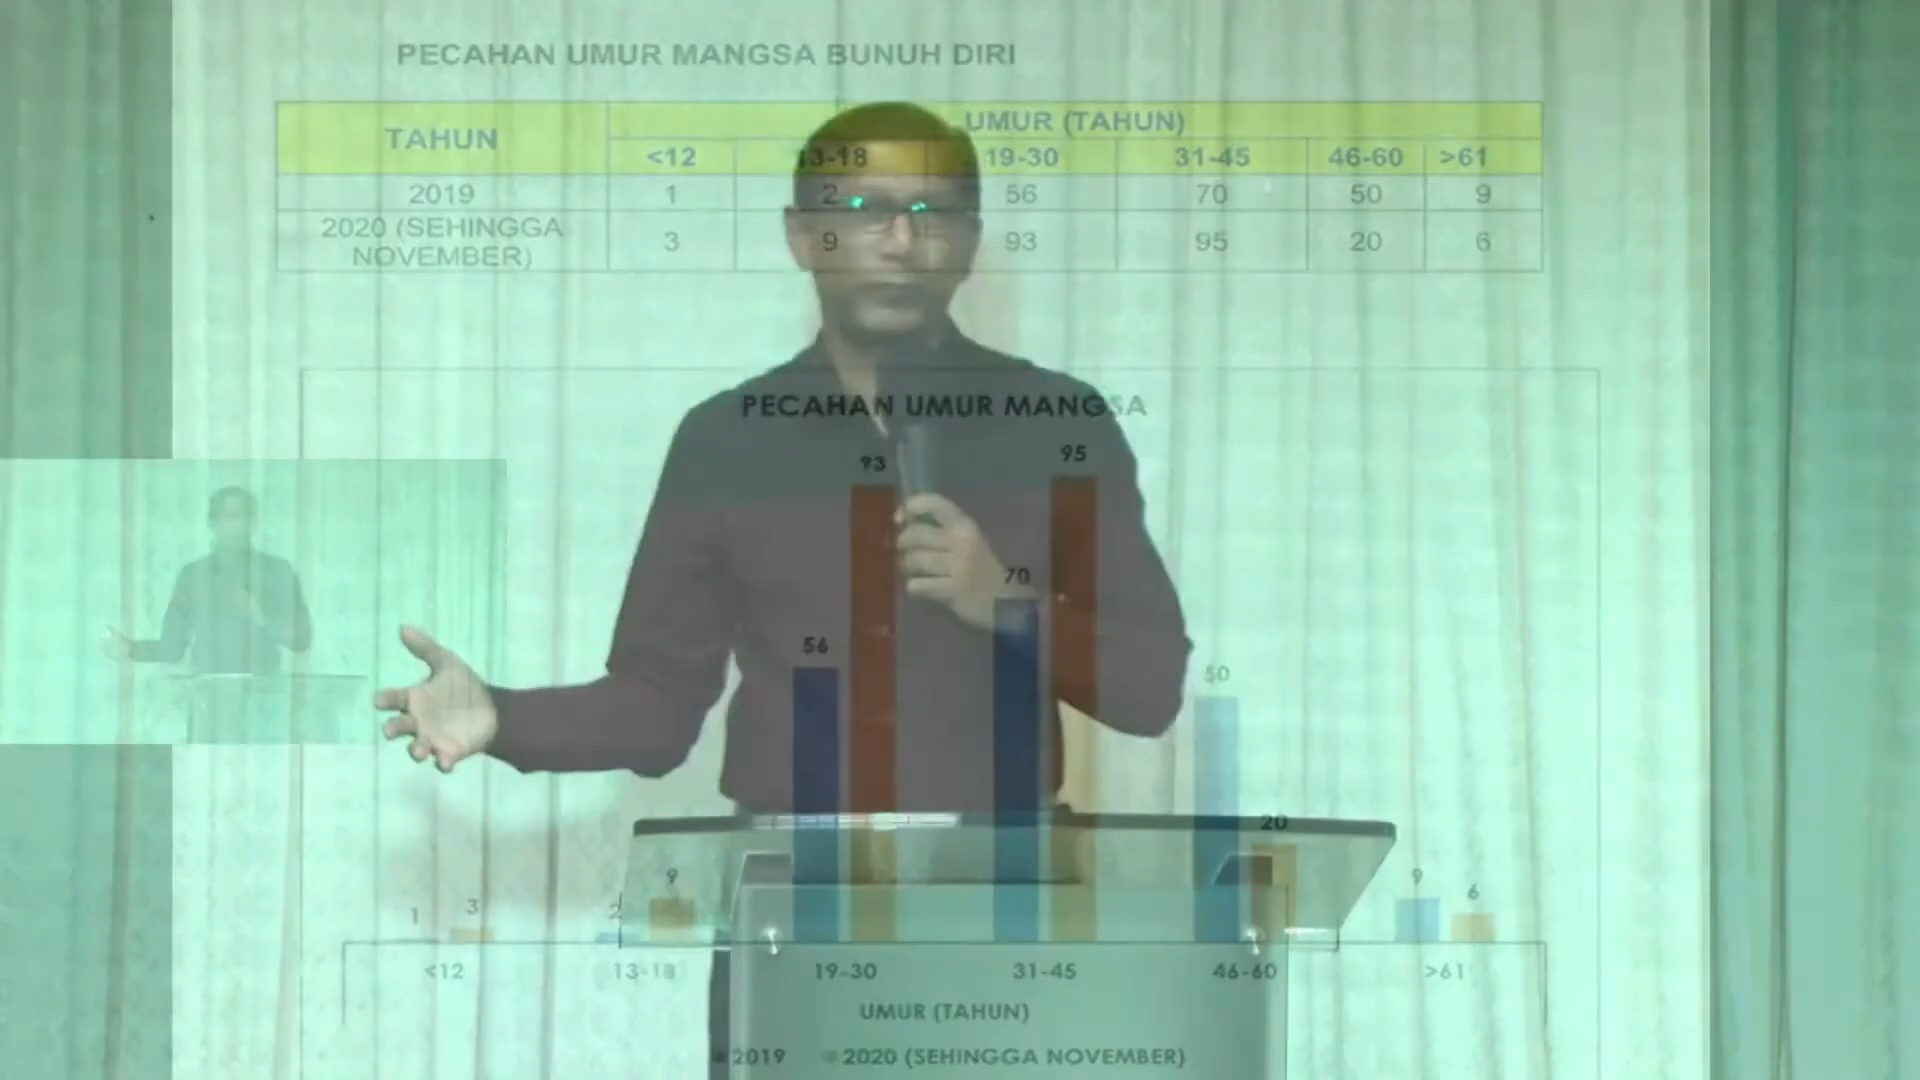 PECAHAN UMUR MANGSA BUNUH DIRI
TAHUN
UMUR (TAHUN)
<12 13-18 19-30 31-45 46-60 >61
2019 1 2 56 70 50 9
2020 (SEHINGGA
NOVEMBER) 3 9 93 95 20 6
PECAHAN UMUR MANGSA
93 95
70
56
50
20
1 3 2 9 9 6
<12 13-18 19-30 31-45 46-60 >61
UMUR (TAHUN)
2019 2020 (SEHINGGA NOVEMBER)